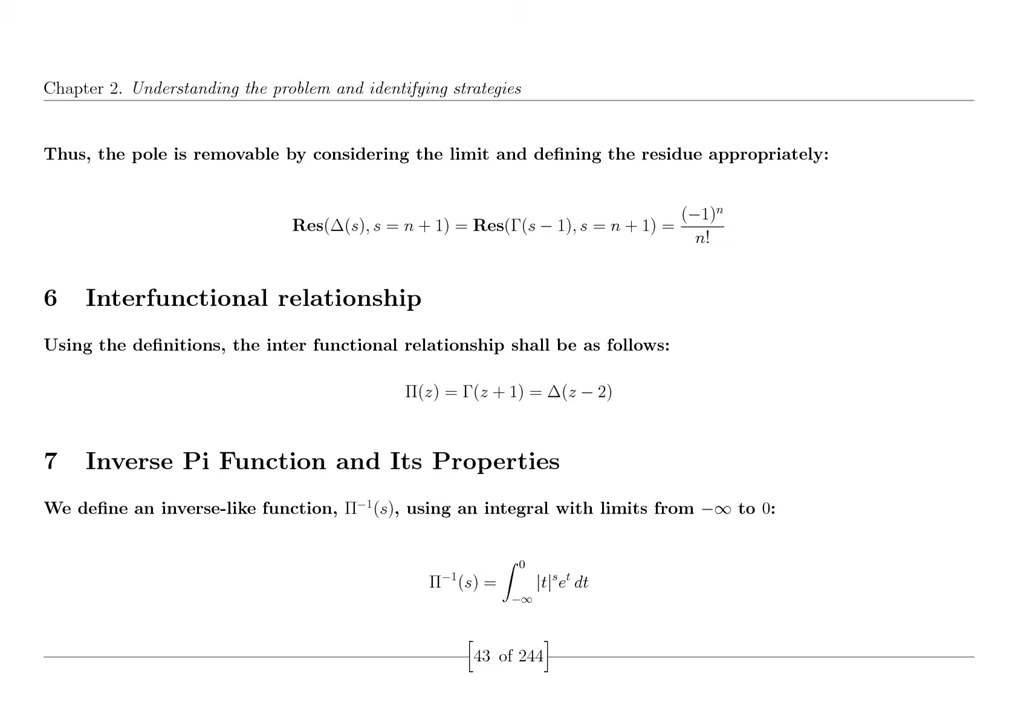 Chapter 2. Understanding the problem and identifying strategies
Thus, the pole is removable by considering the limit and defining the residue appropriately:
Res(Δ(s), s = n + 1) = Res(Γ(s − 1), s = n + 1) = (−1)ⁿ / n!
6 Interfunctional relationship
Using the definitions, the inter functional relationship shall be as follows:
Π(z) = Γ(z + 1) = Δ(z − 2)
7 Inverse Pi Function and Its Properties
We define an inverse-like function, Π⁻¹(s), using an integral with limits from −∞ to 0:
Π⁻¹(s) = ∫_{−∞}^{0} |t|ˢeᵗ dt
[43 of 244]